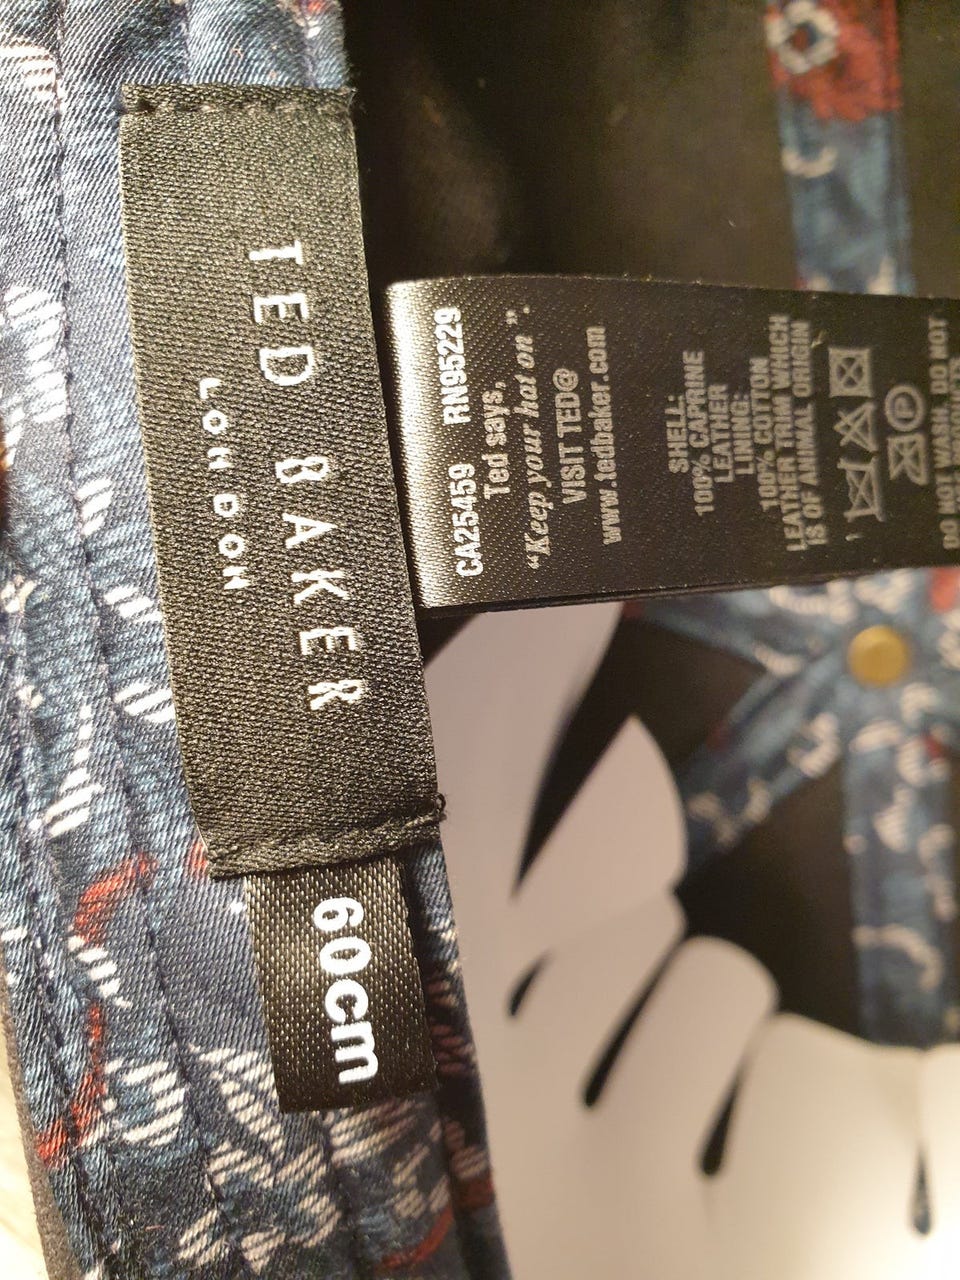 TED BAKER
LONDON
60cm
CA25459 RN95229
Ted says,
“Keep your hat on”.
VISIT TED@
www.tedbaker.com
SHELL:
100% CAPRINE
LEATHER
LINING:
100% COTTON
LEATHER TRIM WHICH
IS OF ANIMAL ORIGIN
P
DO NOT WASH, DO NOT